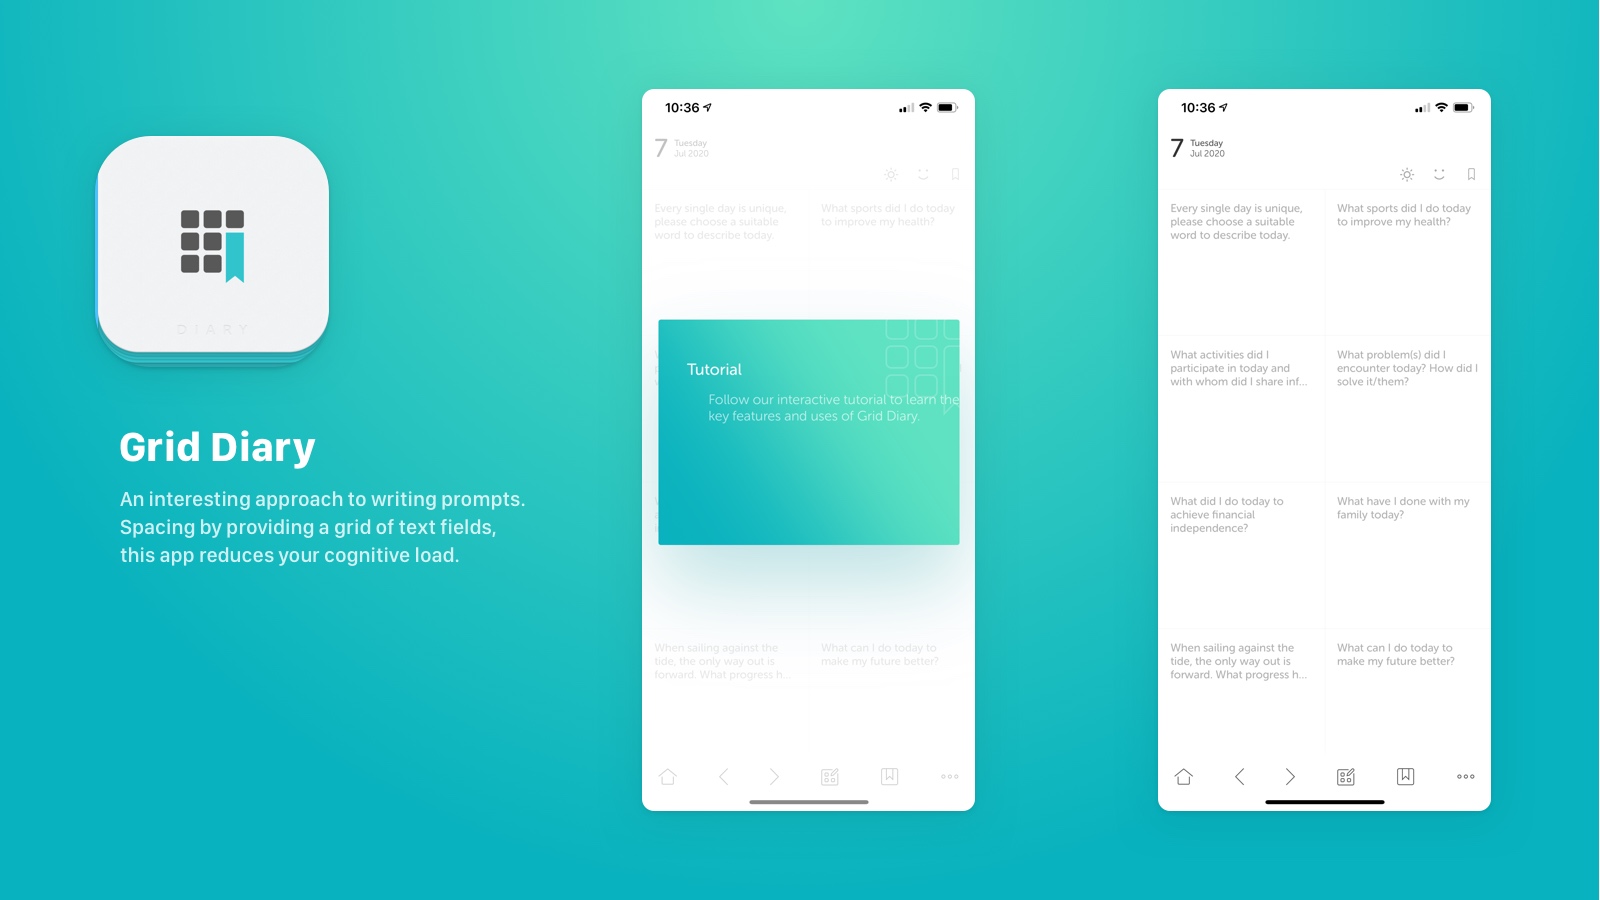 DIARY
Grid Diary
An interesting approach to writing prompts.
Spacing by providing a grid of text fields,
this app reduces your cognitive load.
10:36
7
Tuesday
Jul 2020
Every single day is unique,
please choose a suitable
word to describe today.
What sports did I do today
to improve my health?
Tutorial
Follow our interactive tutorial to learn the
key features and uses of Grid Diary.
When sailing against the
tide, the only way out is
forward. What progress h...
What can I do today to
make my future better?
10:36
7
Tuesday
Jul 2020
Every single day is unique,
please choose a suitable
word to describe today.
What sports did I do today
to improve my health?
What activities did I
participate in today and
with whom did I share inf...
What problem(s) did I
encounter today? How did I
solve it/them?
What did I do today to
achieve financial
independence?
What have I done with my
family today?
When sailing against the
tide, the only way out is
forward. What progress h...
What can I do today to
make my future better?